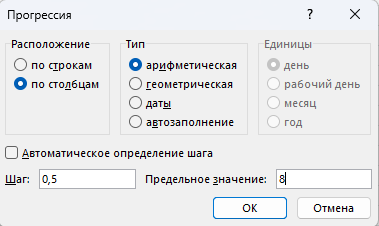 Прогрессия ?
Расположение Тип Единицы
по строкам арифметическая день
по столбцам геометрическая рабочий день
даты месяц
автозаполнение год
Автоматическое определение шага
Шаг: 0,5 Предельное значение: 8
ОК Отмена